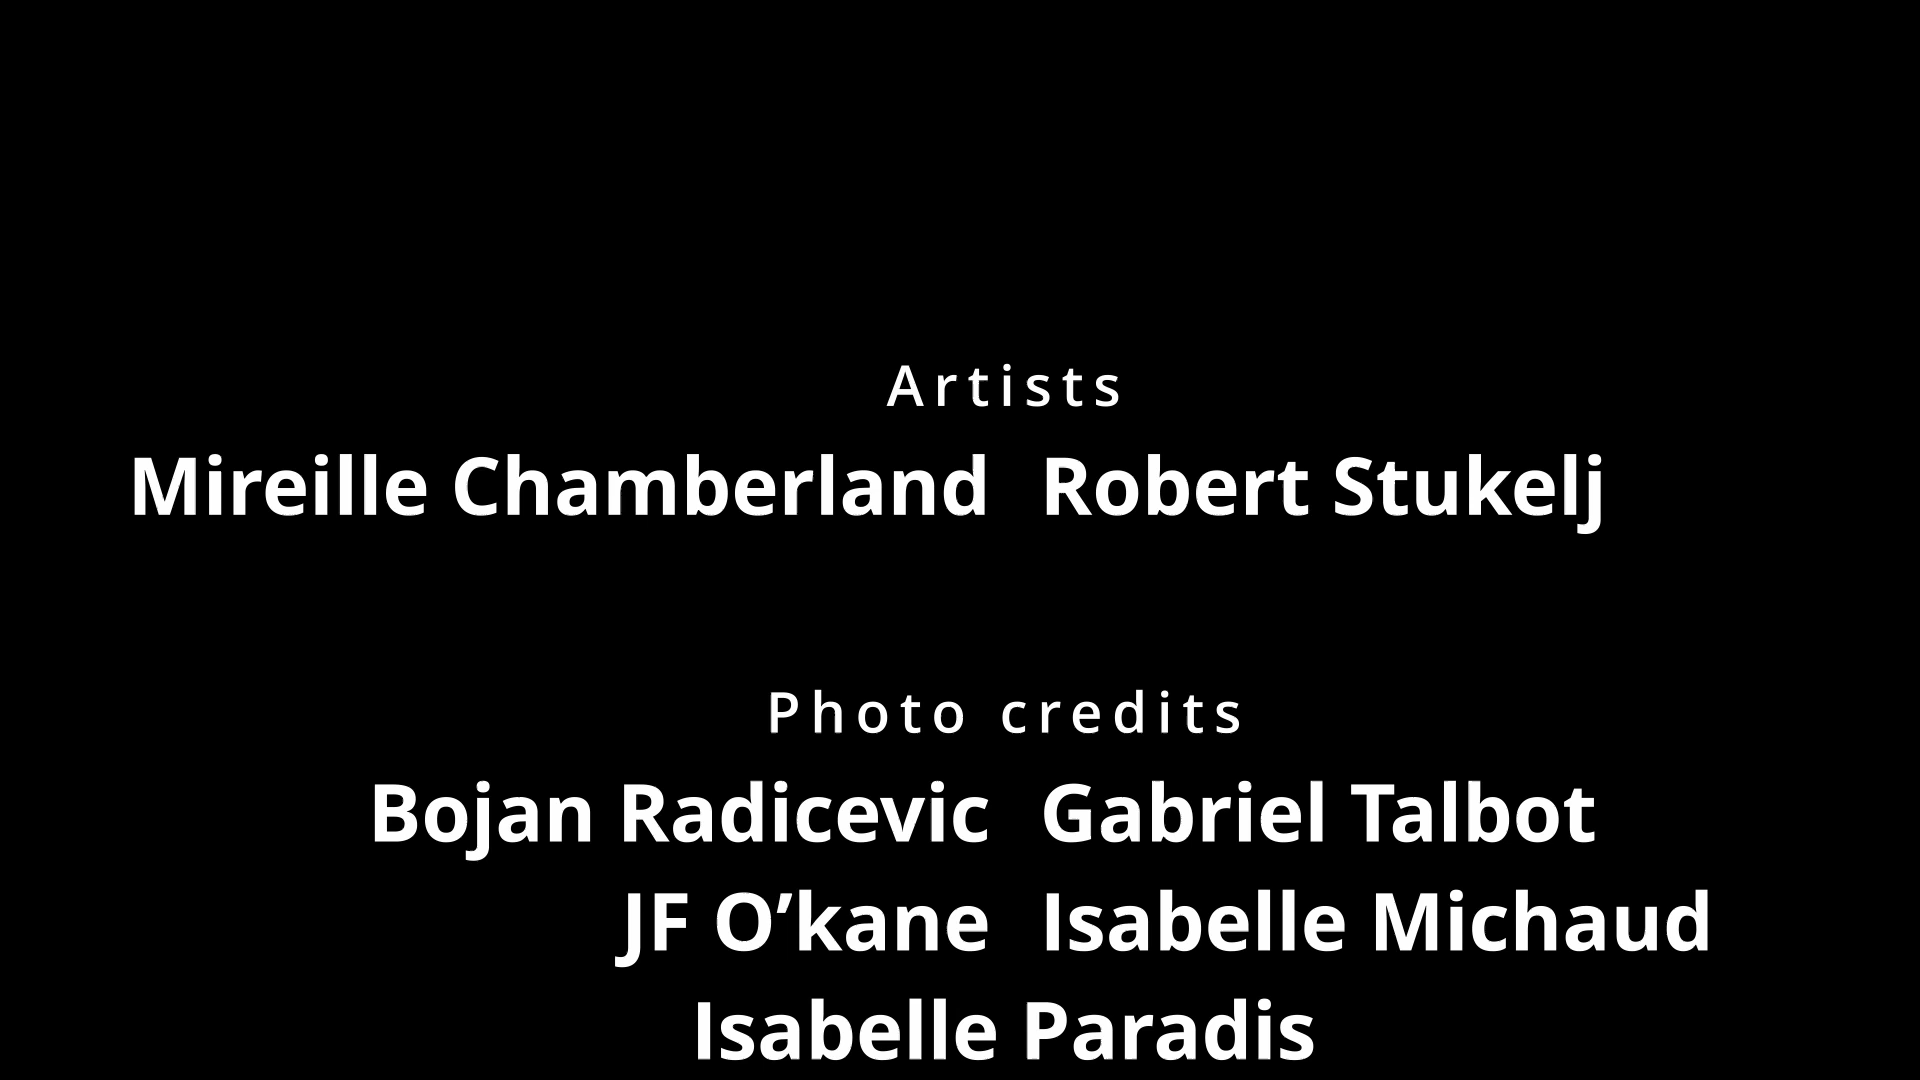 Artists
Mireille Chamberland Robert Stukelj
Photo credits
Bojan Radicevic Gabriel Talbot
JF O’kane Isabelle Michaud
Isabelle Paradis